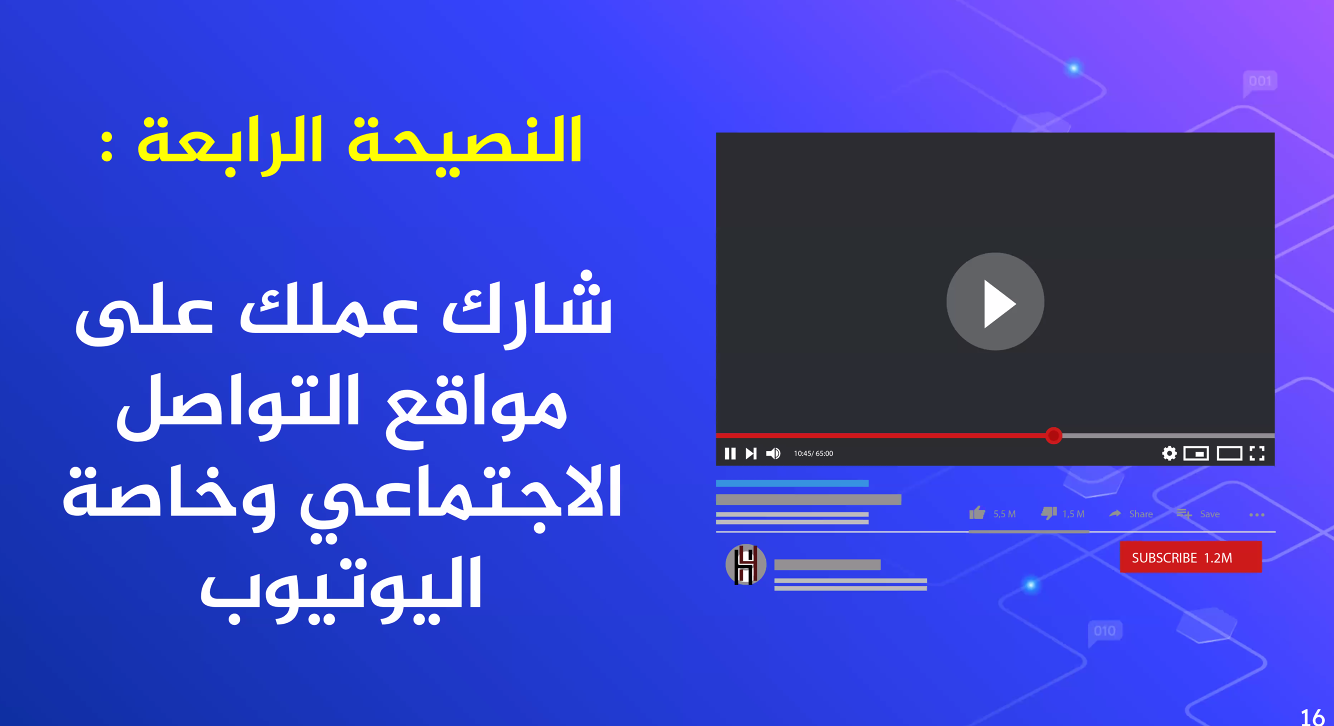 النصيحة الرابعة :
شارك عملك على
مواقع التواصل
الاجتماعي وخاصة
اليوتيوب
001
10:45/ 65:00
5,5 M 1,5 M Share Save
SUBSCRIBE 1.2M
010
16